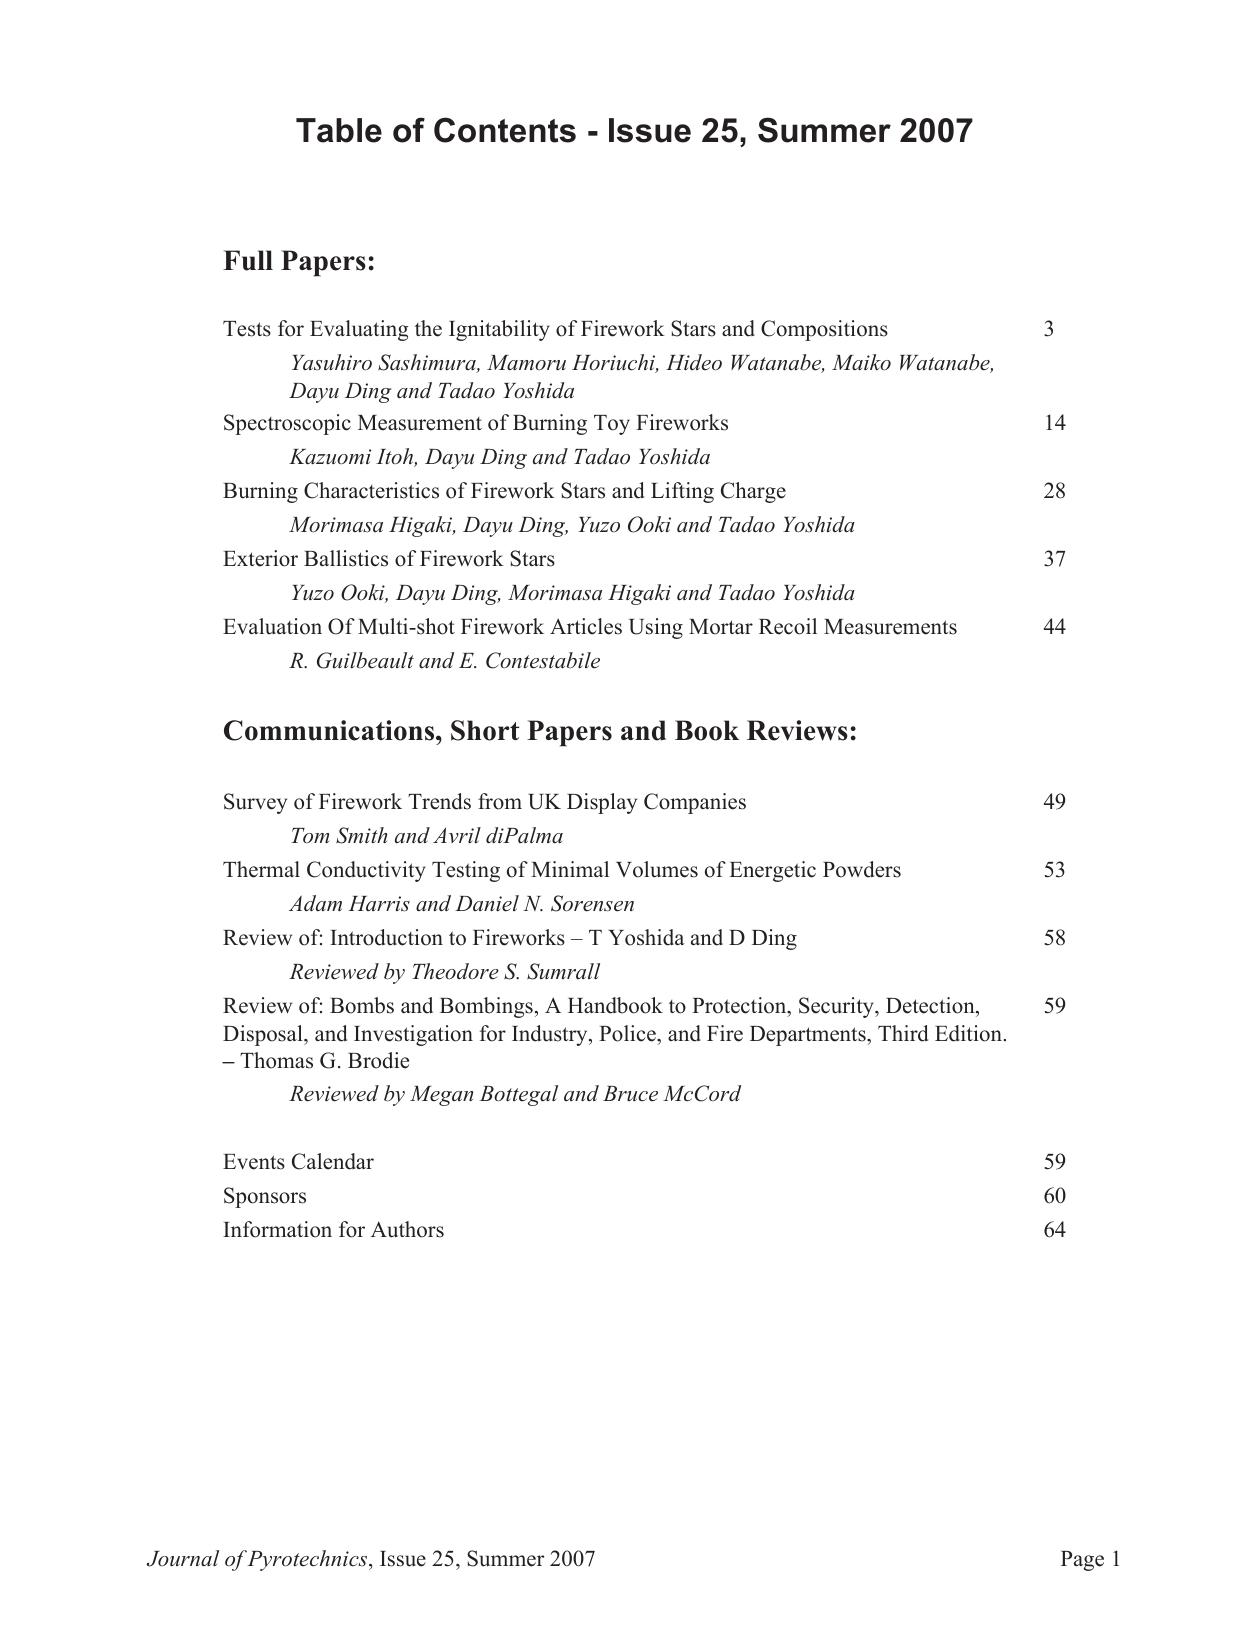 Table of Contents - Issue 25, Summer 2007
Full Papers:
Tests for Evaluating the Ignitability of Firework Stars and Compositions 3
Yasuhiro Sashimura, Mamoru Horiuchi, Hideo Watanabe, Maiko Watanabe,
Dayu Ding and Tadao Yoshida
Spectroscopic Measurement of Burning Toy Fireworks 14
Kazuomi Itoh, Dayu Ding and Tadao Yoshida
Burning Characteristics of Firework Stars and Lifting Charge 28
Morimasa Higaki, Dayu Ding, Yuzo Ooki and Tadao Yoshida
Exterior Ballistics of Firework Stars 37
Yuzo Ooki, Dayu Ding, Morimasa Higaki and Tadao Yoshida
Evaluation Of Multi-shot Firework Articles Using Mortar Recoil Measurements 44
R. Guilbeault and E. Contestabile
Communications, Short Papers and Book Reviews:
Survey of Firework Trends from UK Display Companies 49
Tom Smith and Avril diPalma
Thermal Conductivity Testing of Minimal Volumes of Energetic Powders 53
Adam Harris and Daniel N. Sorensen
Review of: Introduction to Fireworks – T Yoshida and D Ding 58
Reviewed by Theodore S. Sumrall
Review of: Bombs and Bombings, A Handbook to Protection, Security, Detection, 59
Disposal, and Investigation for Industry, Police, and Fire Departments, Third Edition.
– Thomas G. Brodie
Reviewed by Megan Bottegal and Bruce McCord
Events Calendar 59
Sponsors 60
Information for Authors 64
Journal of Pyrotechnics, Issue 25, Summer 2007 Page 1